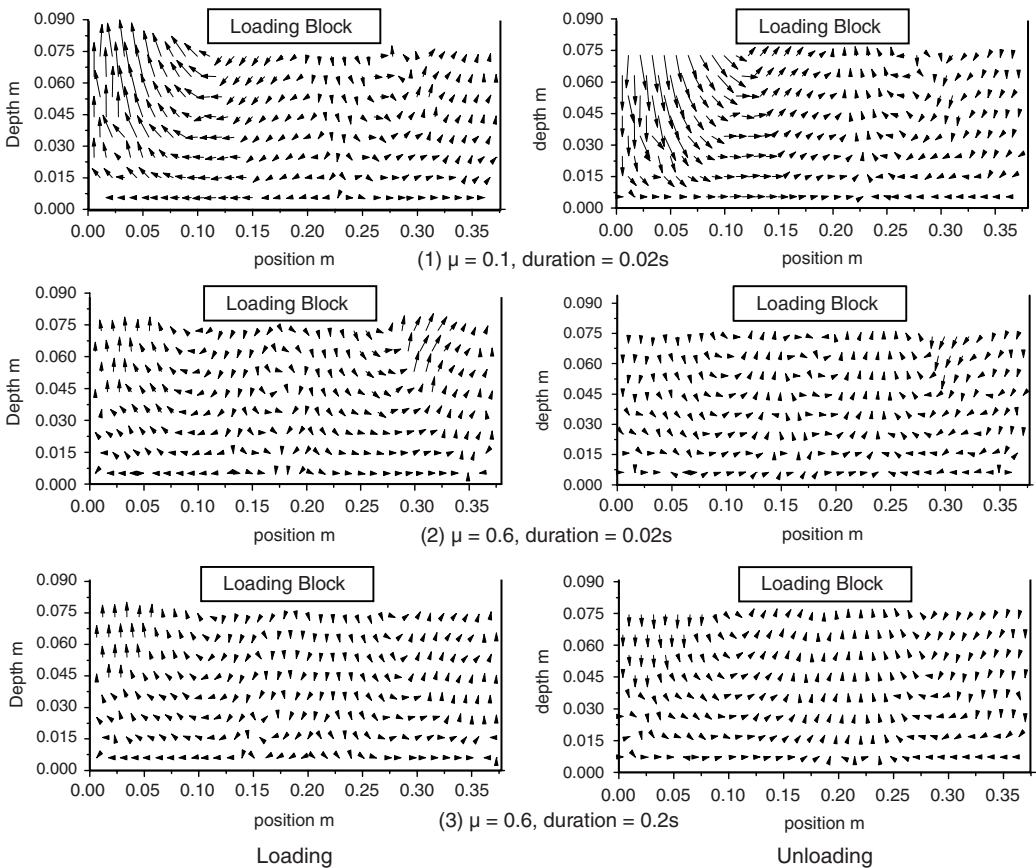 0.090
0.075
0.060
0.045
0.030
0.015
0.000
Depth m
Loading Block
0.00 0.05 0.10 0.15 0.20 0.25 0.30 0.35
position m
0.090
0.075
0.060
0.045
0.030
0.015
0.000
depth m
Loading Block
0.00 0.05 0.10 0.15 0.20 0.25 0.30 0.35
position m
(1) μ = 0.1, duration = 0.02s
0.090
0.075
0.060
0.045
0.030
0.015
0.000
Depth m
Loading Block
0.00 0.05 0.10 0.15 0.20 0.25 0.30 0.35
position m
0.090
0.075
0.060
0.045
0.030
0.015
0.000
depth m
Loading Block
0.00 0.05 0.10 0.15 0.20 0.25 0.30 0.35
position m
(2) μ = 0.6, duration = 0.02s
0.090
0.075
0.060
0.045
0.030
0.015
0.000
Depth m
Loading Block
0.00 0.05 0.10 0.15 0.20 0.25 0.30 0.35
position m
0.090
0.075
0.060
0.045
0.030
0.015
0.000
depth m
Loading Block
0.00 0.05 0.10 0.15 0.20 0.25 0.30 0.35
position m
(3) μ = 0.6, duration = 0.2s
Loading
Unloading